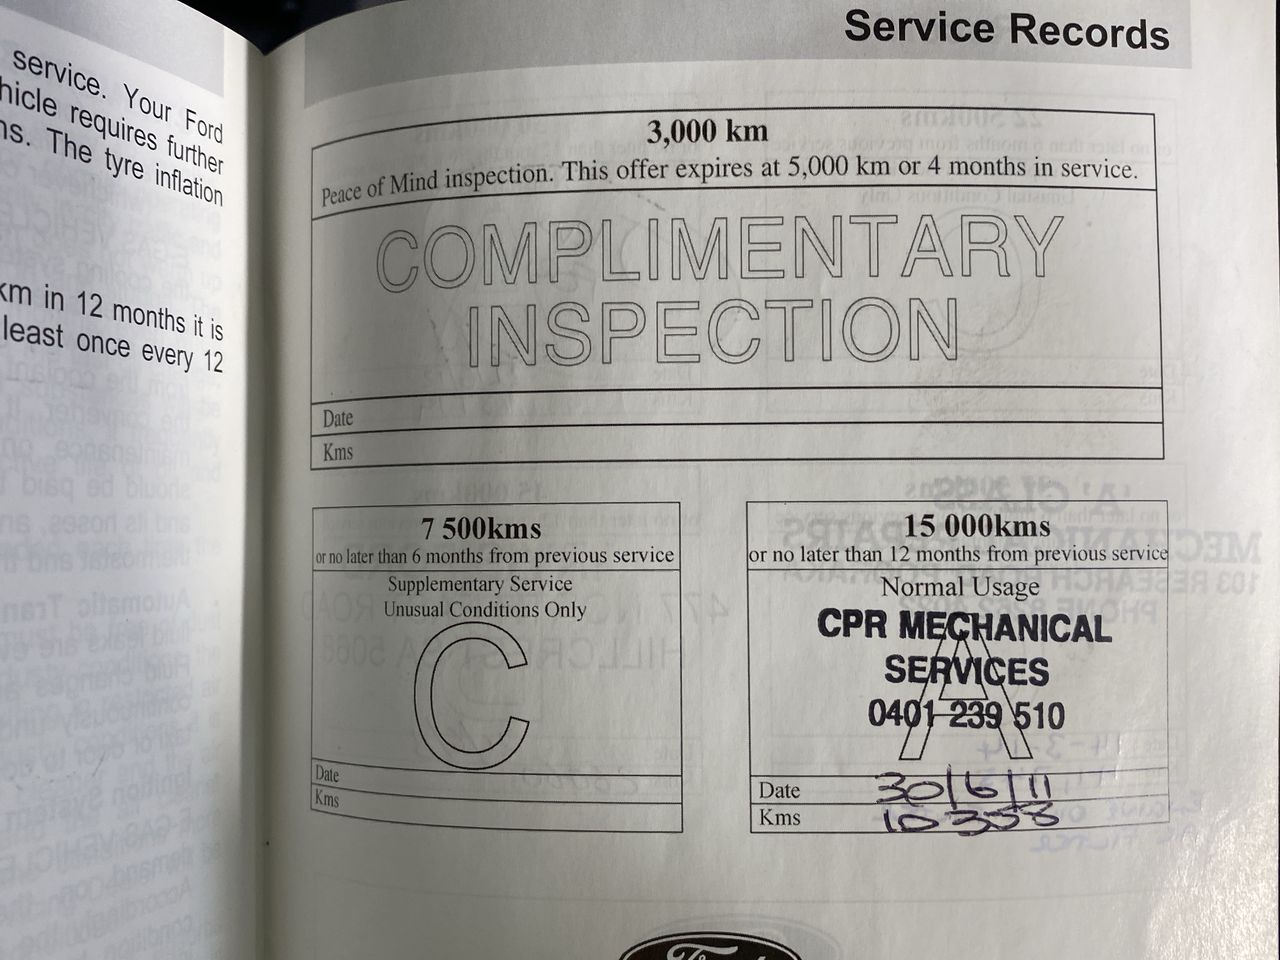 service. Your Ford
hicle requires further
ns. The tyre inflation
km in 12 months it is
least once every 12
Service Records
3,000 km
Peace of Mind inspection. This offer expires at 5,000 km or 4 months in service.
COMPLIMENTARY
INSPECTION
Date
Kms
7 500kms
or no later than 6 months from previous service
Supplementary Service
Unusual Conditions Only
C
Date
Kms
15 000kms
or no later than 12 months from previous service
Normal Usage
A
CPR MECHANICAL
SERVICES
0401 239 510
Date 30/6/11
Kms 10 358
Ford